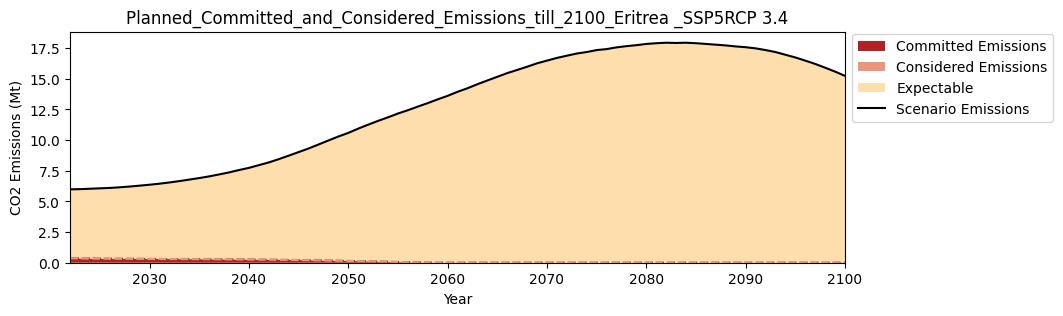 Planned_Committed_and_Considered_Emissions_till_2100_Eritrea _SSP5RCP 3.4
CO2 Emissions (Mt)
17.5
15.0
12.5
10.0
7.5
5.0
2.5
0.0
2030 2040 2050 2060 2070 2080 2090 2100
Year
Committed Emissions
Considered Emissions
Expectable
Scenario Emissions